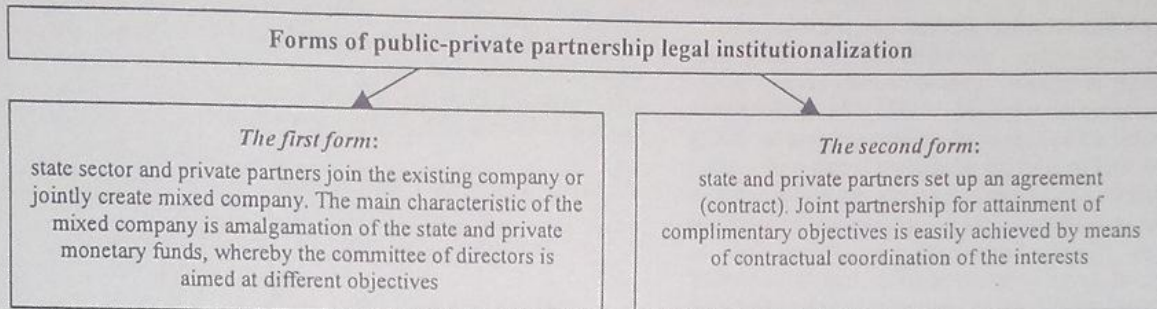 Forms of public-private partnership legal institutionalization
The first form:
state sector and private partners join the existing company or
jointly create mixed company. The main characteristic of the
mixed company is amalgamation of the state and private
monetary funds, whereby the committee of directors is
aimed at different objectives
The second form:
state and private partners set up an agreement
(contract). Joint partnership for attainment of
complimentary objectives is easily achieved by means
of contractual coordination of the interests